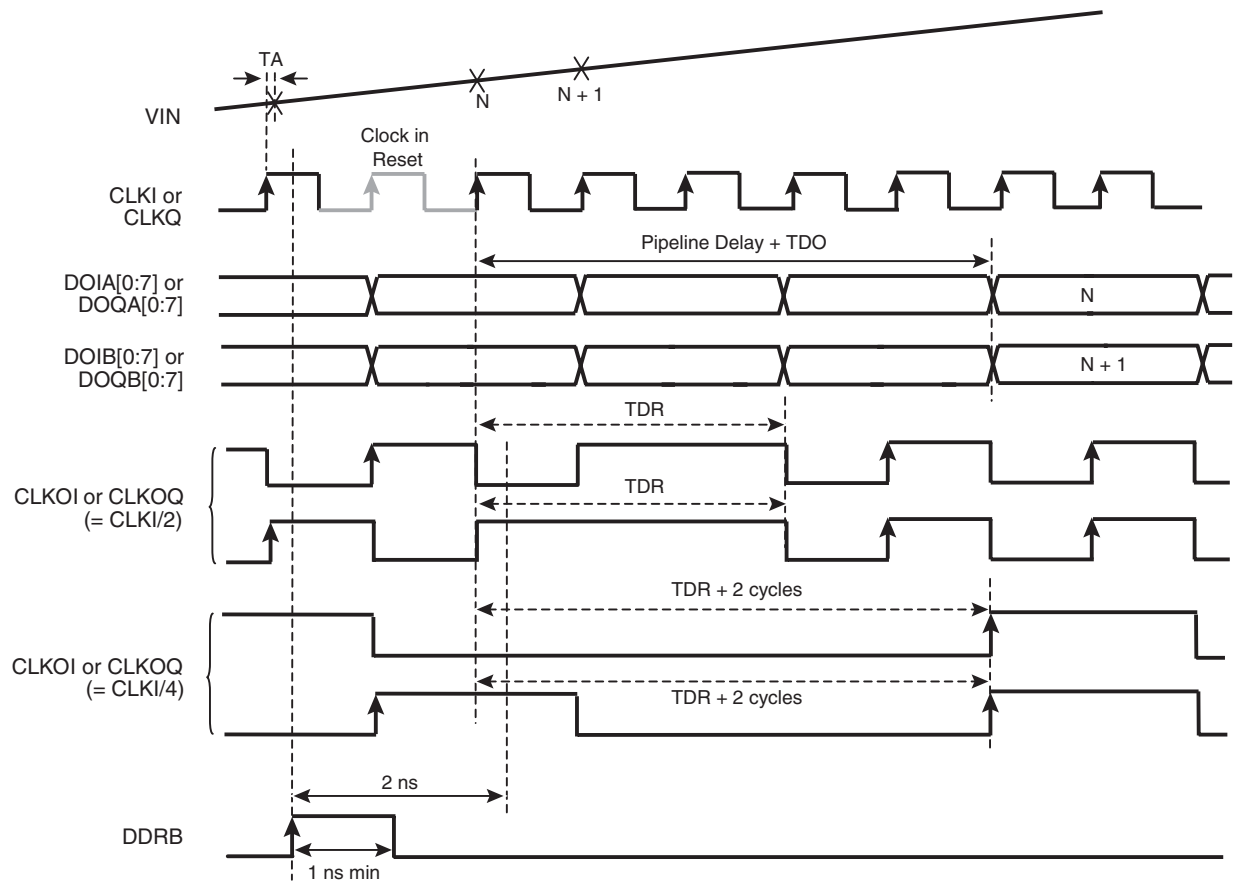 TA
N
N + 1
VIN
Clock in
Reset
CLKI or
CLKQ
Pipeline Delay + TDO
DOIA[0:7] or
DOQA[0:7]
N
DOIB[0:7] or
DOQB[0:7]
N + 1
TDR
CLKOI or CLKOQ
(= CLKI/2)
TDR
TDR + 2 cycles
CLKOI or CLKOQ
(= CLKI/4)
TDR + 2 cycles
2 ns
DDRB
1 ns min